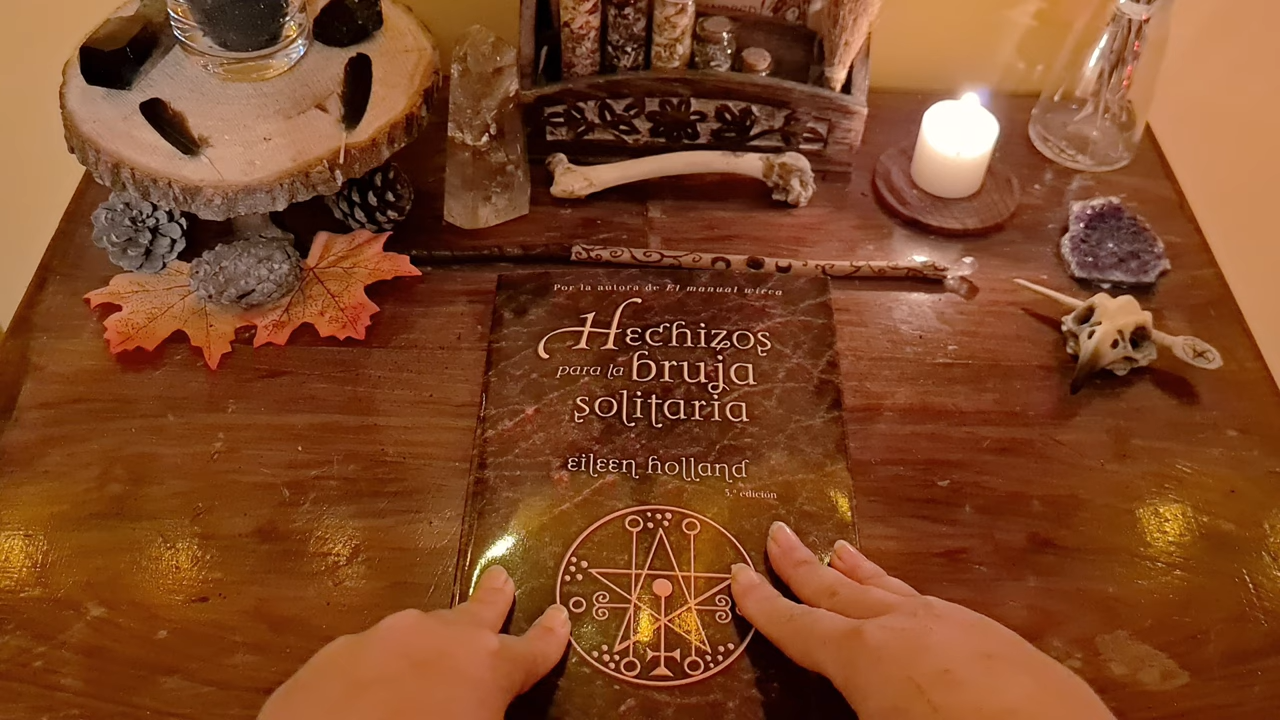 Por la autora de El manual wicca
Hechizos
para la bruja
solitaria
eileen holland
3.ª edición